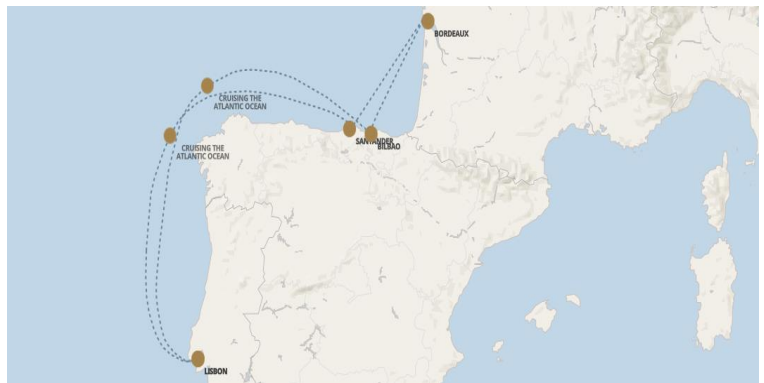 BORDEAUX
CRUISING THE
ATLANTIC OCEAN
SANTANDER
BILBAO
CRUISING THE
ATLANTIC OCEAN
LISBON